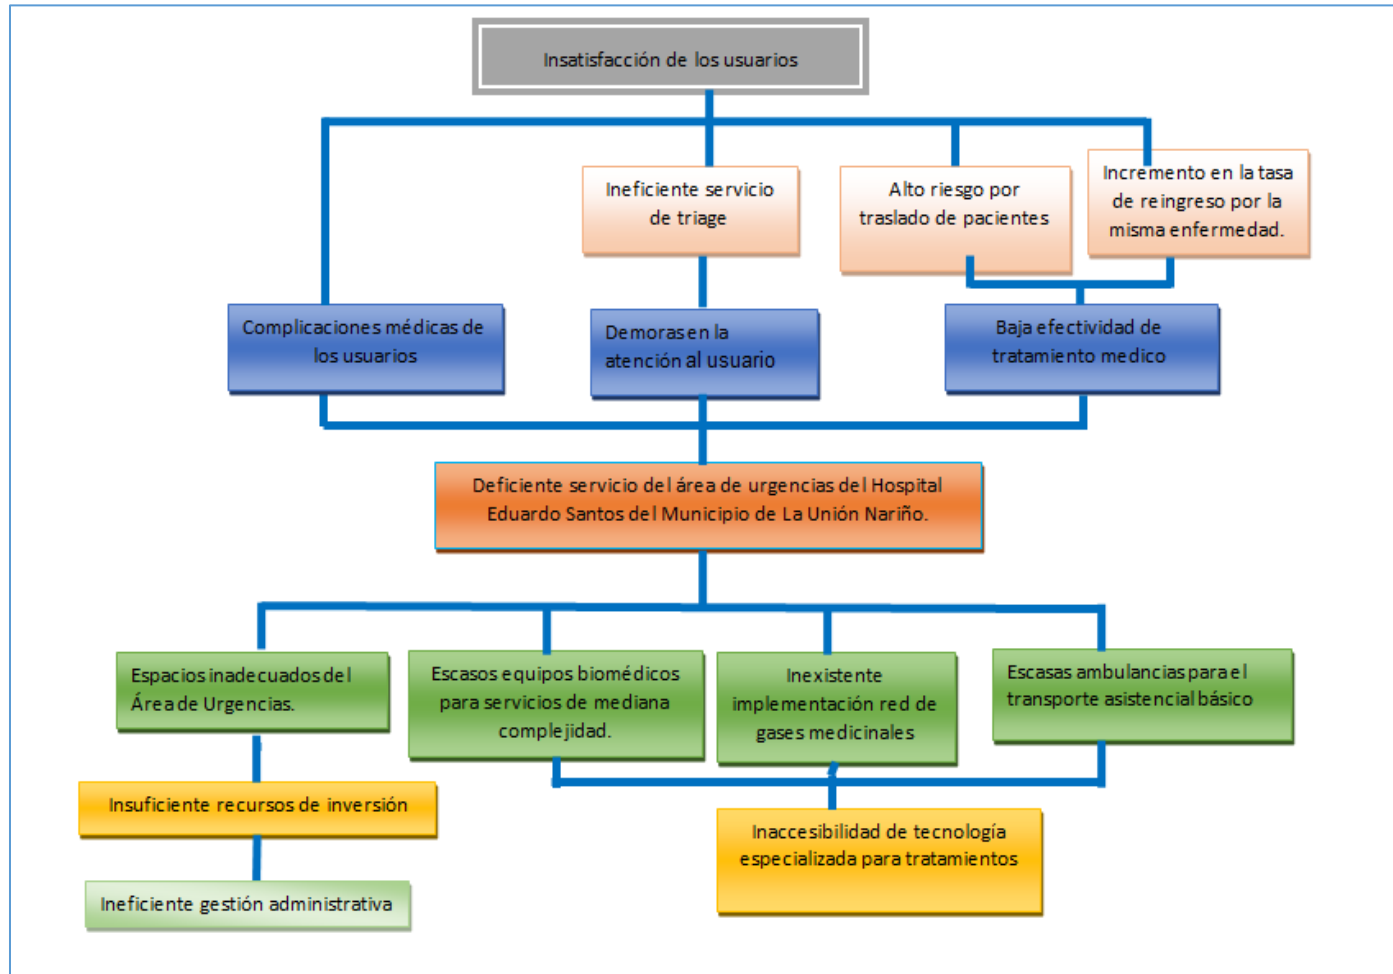 Insatisfacción de los usuarios
Ineficiente servicio
de triage
Alto riesgo por
traslado de pacientes
Incremento en la tasa
de reingreso por la
misma enfermedad.
Complicaciones médicas de
los usuarios
Demoras en la
atención al usuario
Baja efectividad de
tratamiento medico
Deficiente servicio del área de urgencias del Hospital
Eduardo Santos del Municipio de La Unión Nariño.
Espacios inadecuados del
Área de Urgencias.
Escasos equipos biomédicos
para servicios de mediana
complejidad.
Inexistente
implementación red de
gases medicinales
Escasas ambulancias para el
transporte asistencial básico
Insuficiente recursos de inversión
Inaccesibilidad de tecnología
especializada para tratamientos
Ineficiente gestión administrativa